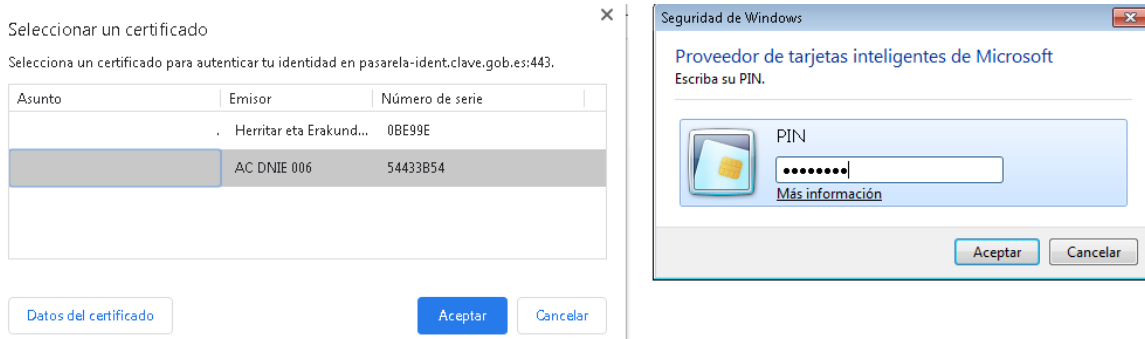 Seleccionar un certificado
Selecciona un certificado para autenticar tu identidad en pasarela-ident.clave.gob.es:443.
Asunto Emisor Número de serie
. Herritar eta Erakund... 0BE99E
AC DNIE 006 54433B54
Datos del certificado Aceptar Cancelar
Seguridad de Windows
Proveedor de tarjetas inteligentes de Microsoft
Escriba su PIN.
PIN
••••••••
Más información
Aceptar Cancelar